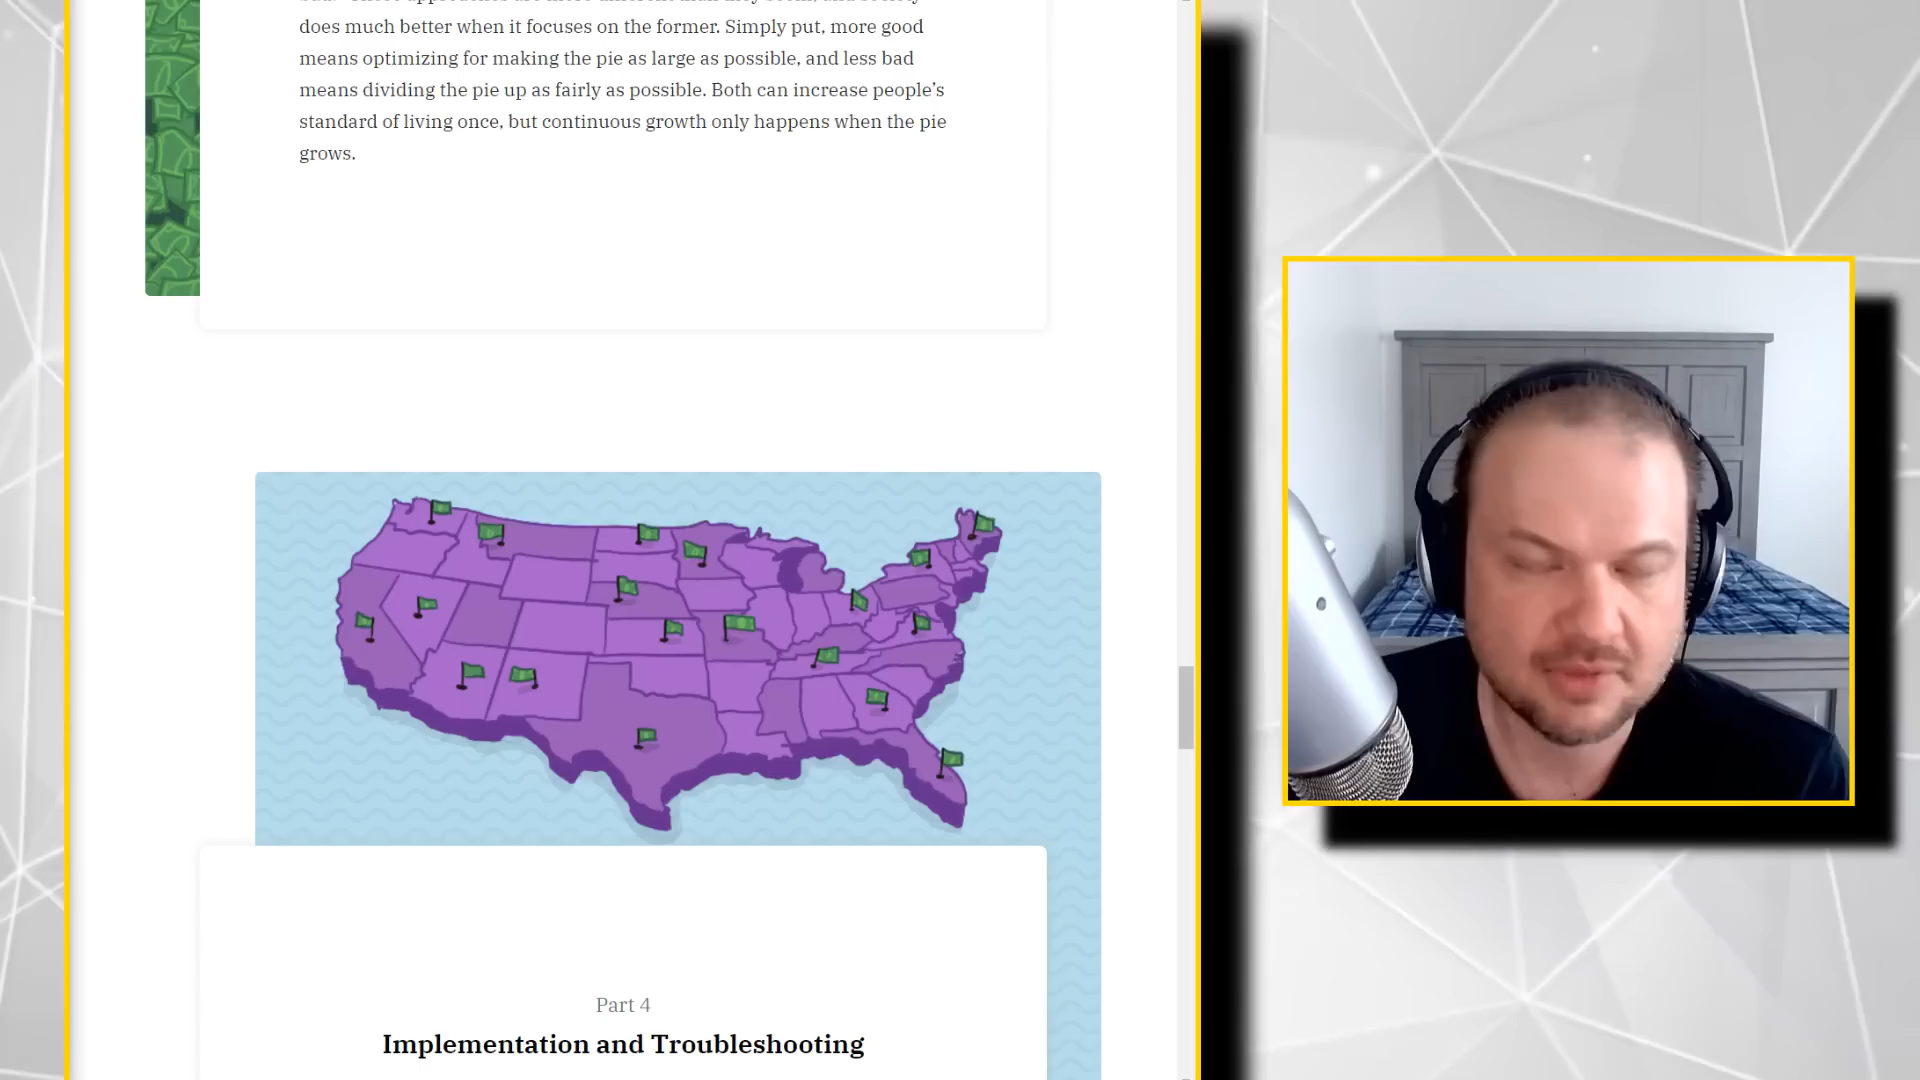 does much better when it focuses on the former. Simply put, more good
means optimizing for making the pie as large as possible, and less bad
means dividing the pie up as fairly as possible. Both can increase people’s
standard of living once, but continuous growth only happens when the pie
grows.
Part 4
Implementation and Troubleshooting